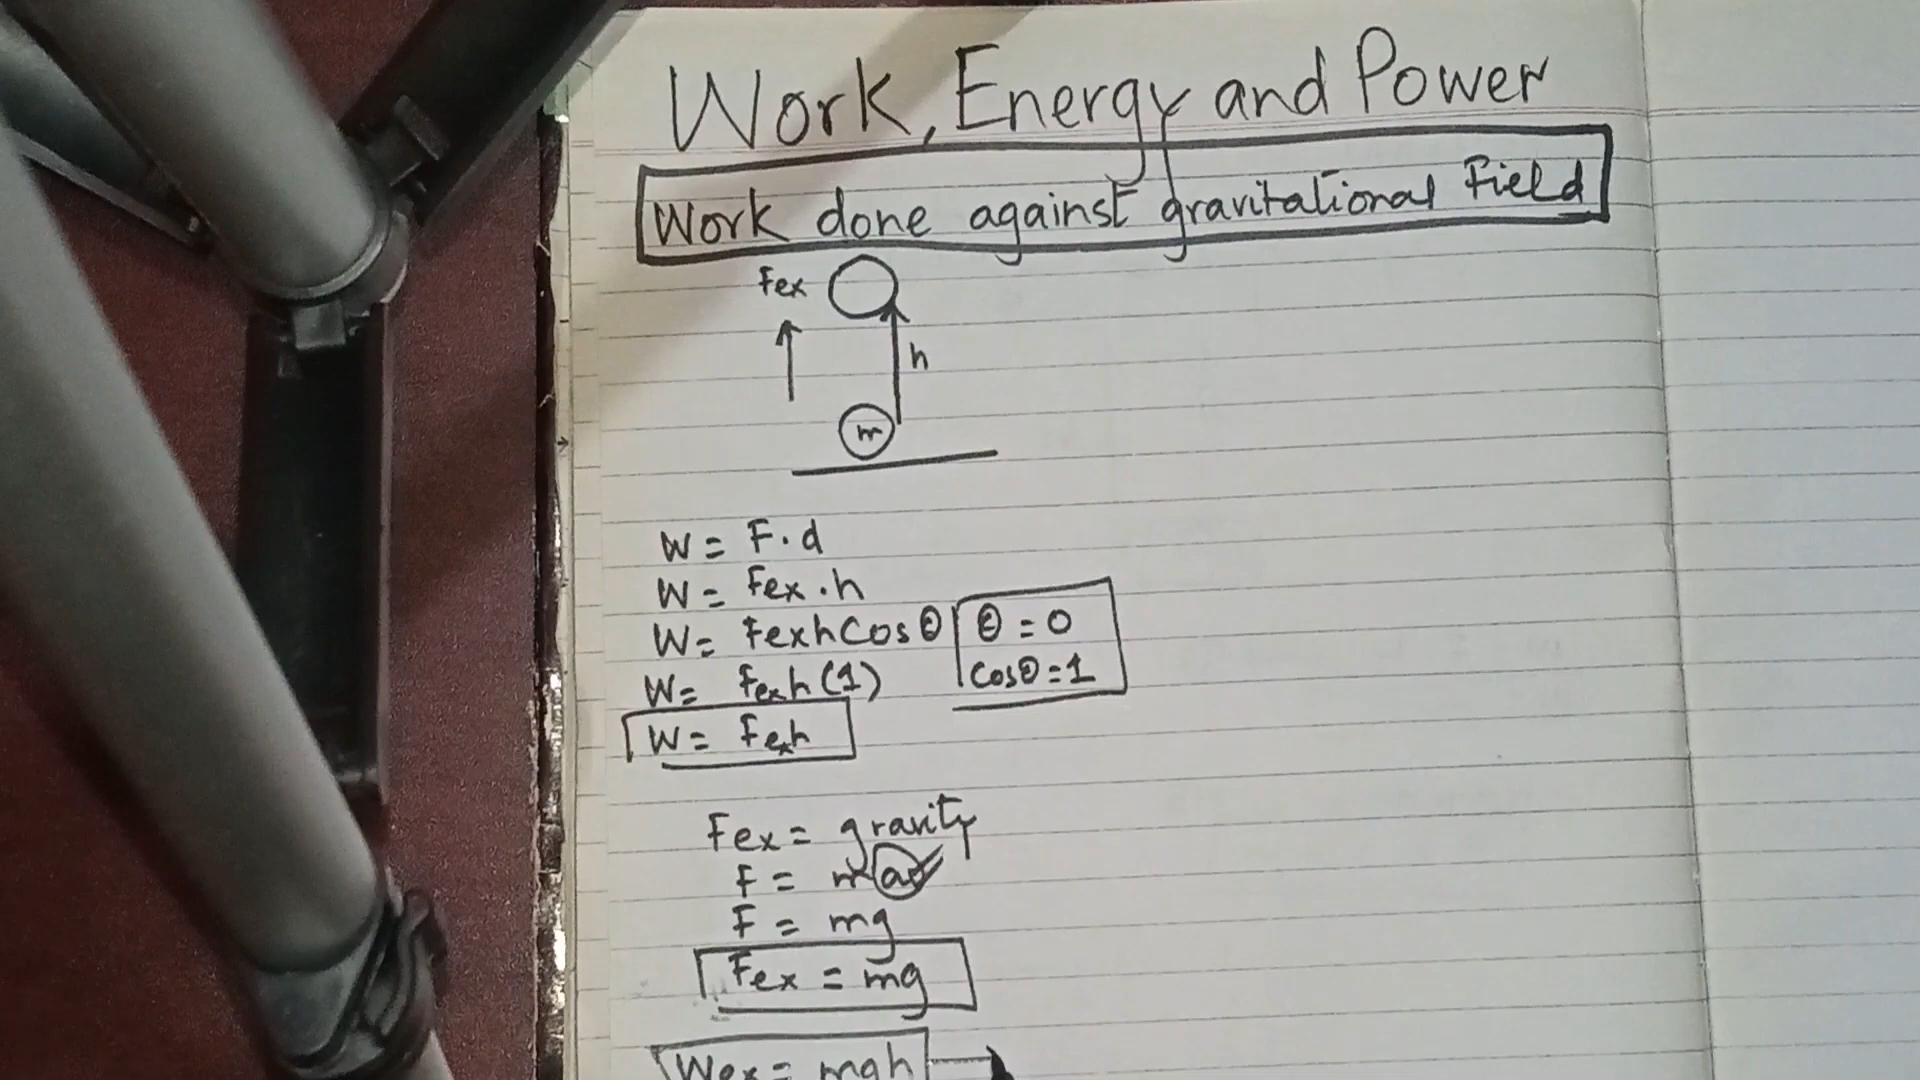 Work, Energy and Power
Work done against gravitational Field
Fex
h
m
W = F.d
W = Fex.h
W = FexhCosθ
θ = 0
Cosθ = 1
W = Fexh(1)
W = Fexh
Fex = gravity
F = ma
F = mg
Fex = mg
Wex = mgh